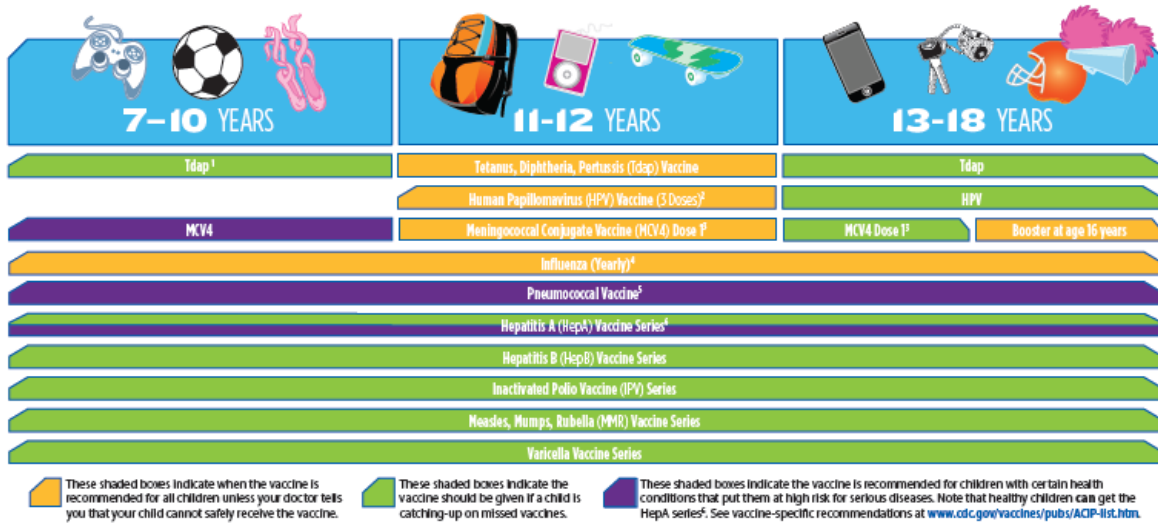 7–10 YEARS
11-12 YEARS
13-18 YEARS
Tdap 1
Tetanus, Diphtheria, Pertussis (Tdap) Vaccine
Tdap
Human Papillomavirus (HPV) Vaccine (3 Doses)2
HPV
MCV4
Meningococcal Conjugate Vaccine (MCV4) Dose 13
MCV4 Dose 13
Booster at age 16 years
Influenza (Yearly)4
Pneumococcal Vaccine5
Hepatitis A (HepA) Vaccine Series6
Hepatitis B (HepB) Vaccine Series
Inactivated Polio Vaccine (IPV) Series
Measles, Mumps, Rubella (MMR) Vaccine Series
Varicella Vaccine Series
These shaded boxes indicate when the vaccine is
recommended for all children unless your doctor tells
you that your child cannot safely receive the vaccine.
These shaded boxes indicate the
vaccine should be given if a child is
catching-up on missed vaccines.
These shaded boxes indicate the vaccine is recommended for children with certain health
conditions that put them at high risk for serious diseases. Note that healthy children can get the
HepA series6. See vaccine-specific recommendations at www.cdc.gov/vaccines/pubs/ACIP-list.htm.